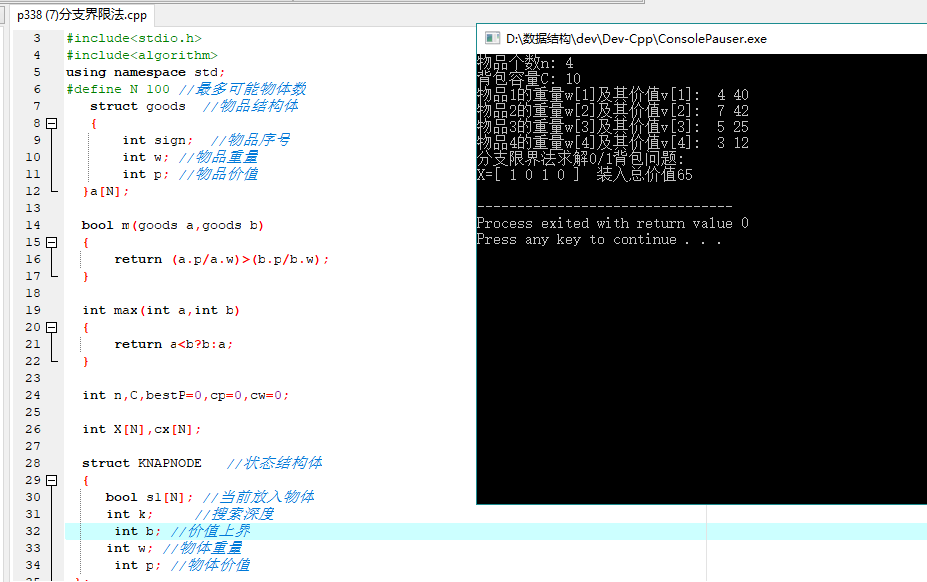 p338 (7)分支界限法.cpp
3 #include<stdio.h>
4 #include<algorithm>
5 using namespace std;
6 #define N 100 //最多可能物体数
7 struct goods //物品结构体
8 {
9 int sign; //物品序号
10 int w; //物品重量
11 int p; //物品价值
12 }a[N];
13
14 bool m(goods a,goods b)
15 {
16 return (a.p/a.w)>(b.p/b.w);
17 }
18
19 int max(int a,int b)
20 {
21 return a<b?b:a;
22 }
23
24 int n,C,bestP=0,cp=0,cw=0;
25
26 int X[N],cx[N];
27
28 struct KNAPNODE //状态结构体
29 {
30 bool s1[N]; //当前放入物体
31 int k; //搜索深度
32 int b; //价值上界
33 int w; //物体重量
34 int p; //物体价值
D:\数据结构\dev\Dev-Cpp\ConsolePauser.exe
物品个数n: 4
背包容量C: 10
物品1的重量w[1]及其价值v[1]: 4 40
物品2的重量w[2]及其价值v[2]: 7 42
物品3的重量w[3]及其价值v[3]: 5 25
物品4的重量w[4]及其价值v[4]: 3 12
分支限界法求解0/1背包问题:
X=[ 1 0 1 0 ] 装入总价值65
--------------------------------
Process exited with return value 0
Press any key to continue . . .